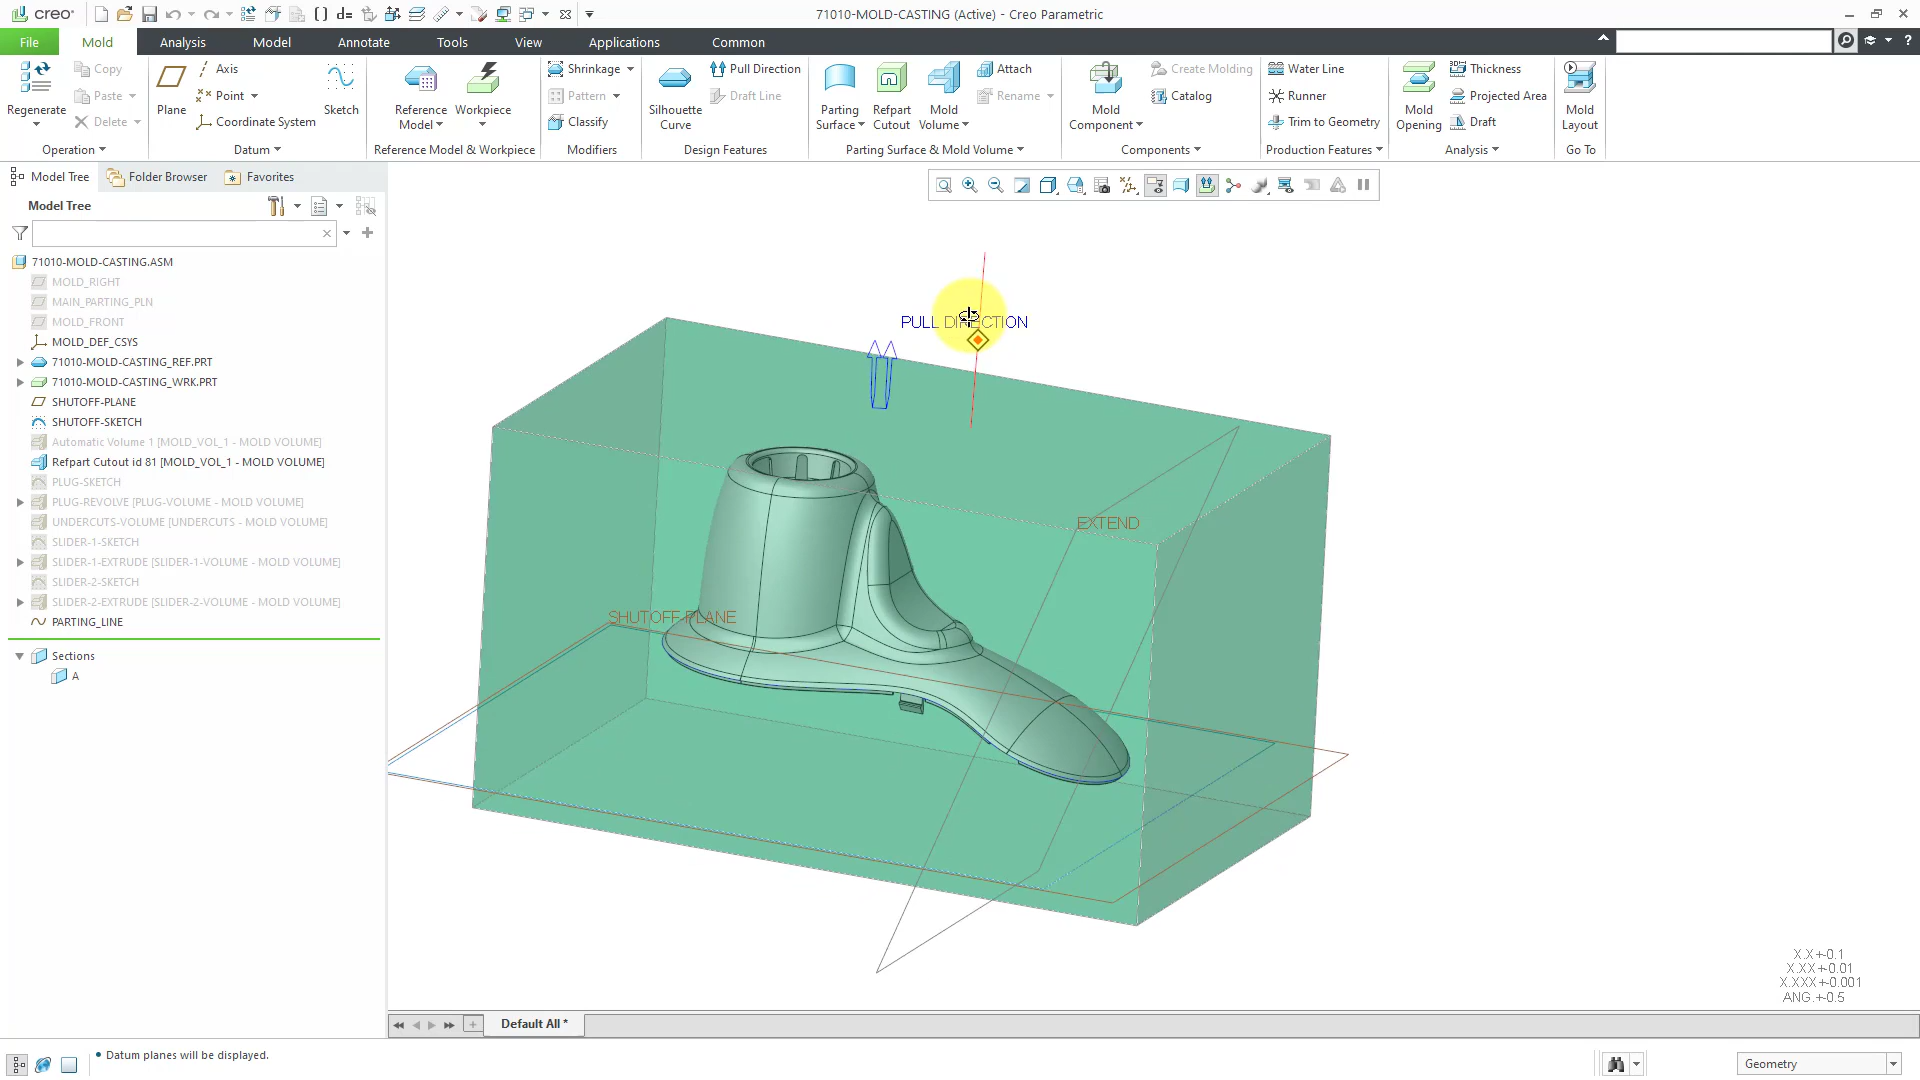 creo
71010-MOLD-CASTING (Active) - Creo Parametric
File
Mold
Analysis
Model
Annotate
Tools
View
Applications
Common
Regenerate
Copy
Paste
Delete
Operation
Plane
Axis
Point
Coordinate System
Sketch
Datum
Reference
Model
Workpiece
Reference Model & Workpiece
Shrinkage
Pattern
Classify
Modifiers
Silhouette
Curve
Pull Direction
Draft Line
Design Features
Parting
Surface
Refpart
Cutout
Mold
Volume
Attach
Rename
Parting Surface & Mold Volume
Mold
Component
Create Molding
Catalog
Components
Water Line
Runner
Trim to Geometry
Production Features
Mold
Opening
Thickness
Projected Area
Draft
Analysis
Mold
Layout
Go To
Model Tree
Folder Browser
Favorites
Model Tree
71010-MOLD-CASTING.ASM
MOLD_RIGHT
MAIN_PARTING_PLN
MOLD_FRONT
MOLD_DEF_CSYS
71010-MOLD-CASTING_REF.PRT
71010-MOLD-CASTING_WRK.PRT
SHUTOFF-PLANE
SHUTOFF-SKETCH
Automatic Volume 1 [MOLD_VOL_1 - MOLD VOLUME]
Refpart Cutout id 81 [MOLD_VOL_1 - MOLD VOLUME]
PLUG-SKETCH
PLUG-REVOLVE [PLUG-VOLUME - MOLD VOLUME]
UNDERCUTS-VOLUME [UNDERCUTS - MOLD VOLUME]
SLIDER-1-SKETCH
SLIDER-1-EXTRUDE [SLIDER-1-VOLUME - MOLD VOLUME]
SLIDER-2-SKETCH
SLIDER-2-EXTRUDE [SLIDER-2-VOLUME - MOLD VOLUME]
PARTING_LINE
Sections
A
PULL DIRECTION
EXTEND
SHUTOFF-PLANE
X.X+-0.1
X.XX+-0.01
X.XXX+-0.001
ANG.+-0.5
Default All *
• Datum planes will be displayed.
Geometry